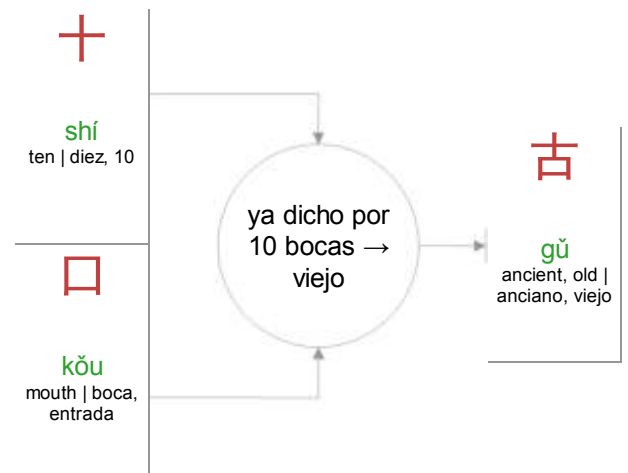 十
shí
ten | diez, 10
口
kǒu
mouth | boca,
entrada
ya dicho por
10 bocas →
viejo
古
gǔ
ancient, old |
anciano, viejo